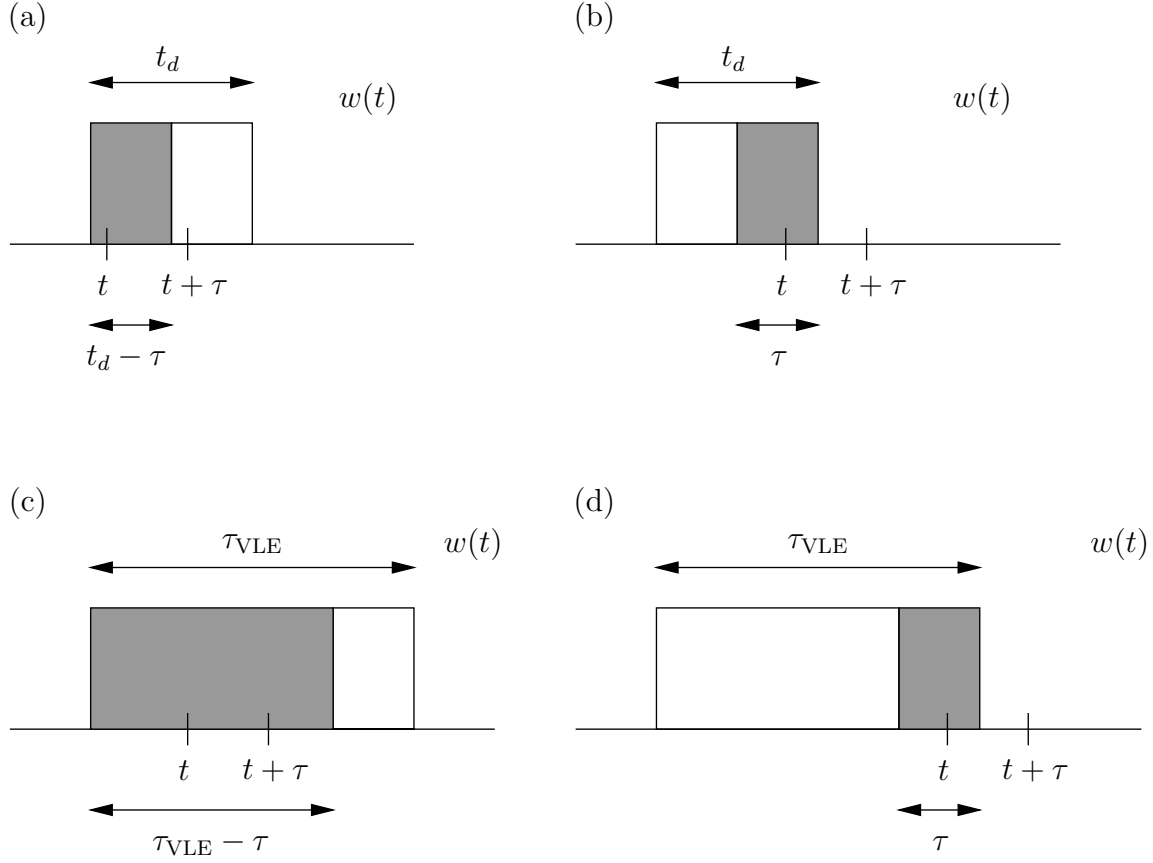 (a)
t_d
w(t)
t
t + τ
t_d − τ
(b)
t_d
w(t)
t
t + τ
τ
(c)
τ_VLE
w(t)
t
t + τ
τ_VLE − τ
(d)
τ_VLE
w(t)
t
t + τ
τ